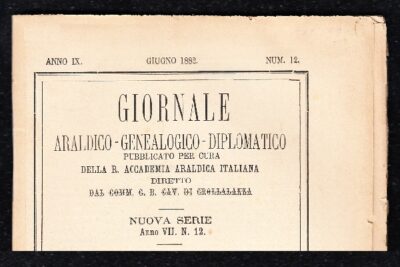 ANNO IX. GIUGNO 1882. NUM. 12.
GIORNALE
ARALDICO-GENEALOGICO-DIPLOMATICO
PUBBLICATO PER CURA
DELLA R. ACCADEMIA ARALDICA ITALIANA
DIRETTO
DAL COMM. G. B. CAV. DI CROLLALANZA
NUOVA SERIE
ANNO VII. N. 12.